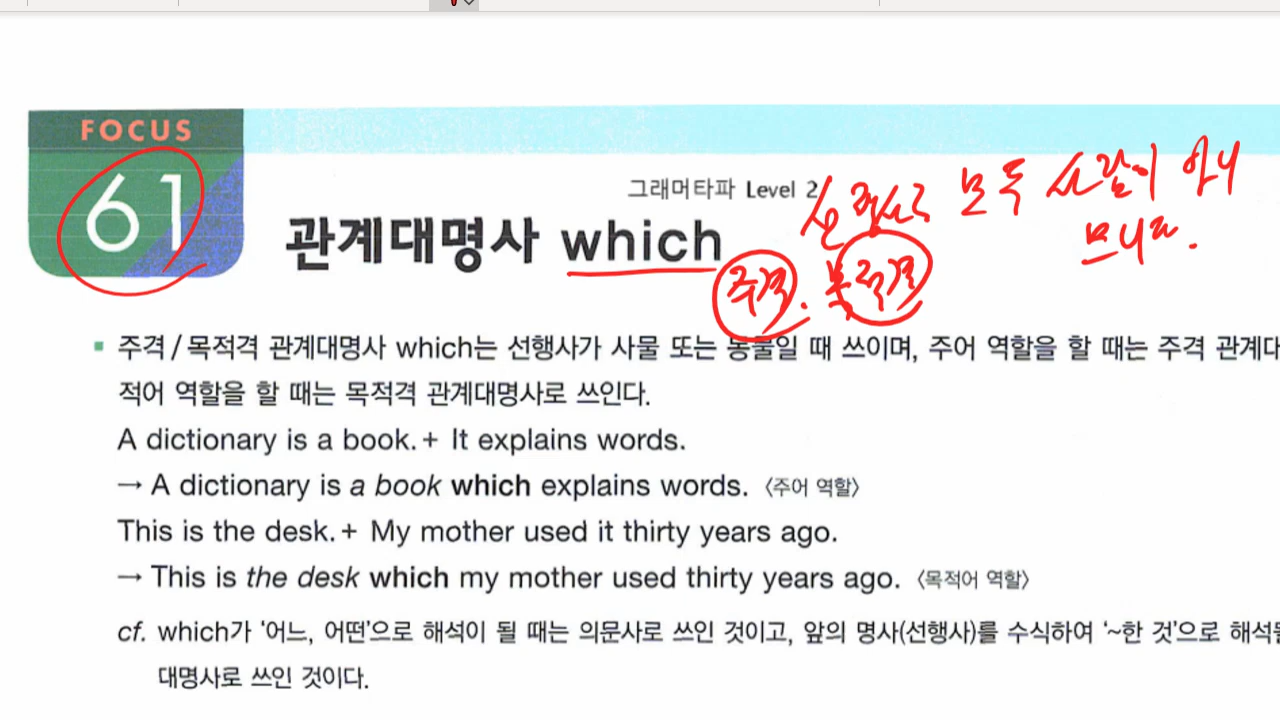 FOCUS
61
그래머타파 Level 2
관계대명사 which
선행사 모두 사람이 아니
주격. 목적격
주격/목적격 관계대명사 which는 선행사가 사물 또는 동물일 때 쓰이며, 주어 역할을 할 때는 주격 관계대
적어 역할을 할 때는 목적격 관계대명사로 쓰인다.
A dictionary is a book. + It explains words.
→ A dictionary is a book which explains words. 〈주어 역할〉
This is the desk. + My mother used it thirty years ago.
→ This is the desk which my mother used thirty years ago. 〈목적어 역할〉
cf. which가 '어느, 어떤'으로 해석이 될 때는 의문사로 쓰인 것이고, 앞의 명사(선행사)를 수식하여 '~한 것'으로 해석될
대명사로 쓰인 것이다.